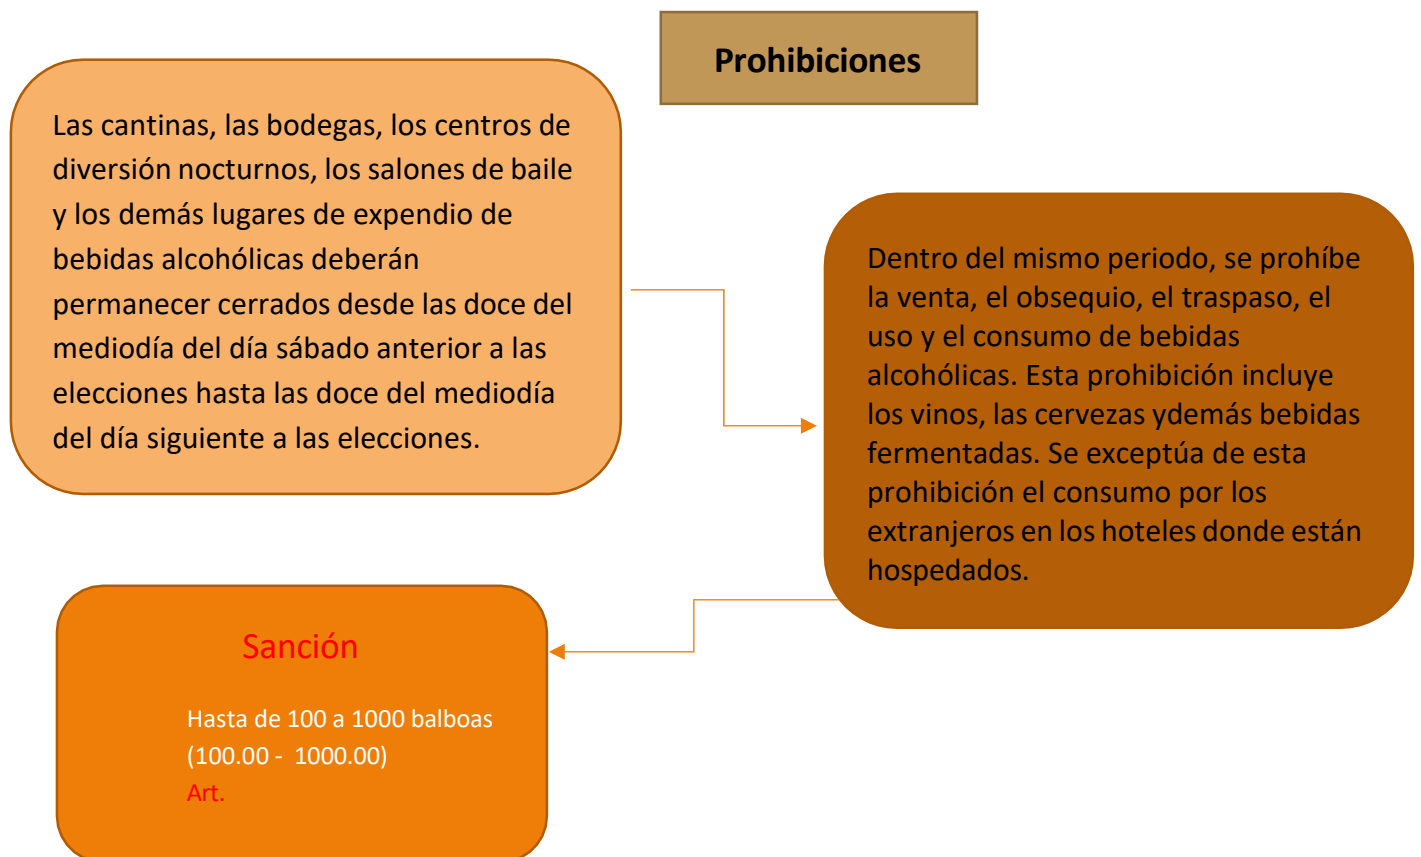 Prohibiciones
Las cantinas, las bodegas, los centros de
diversión nocturnos, los salones de baile
y los demás lugares de expendio de
bebidas alcohólicas deberán
permanecer cerrados desde las doce del
mediodía del día sábado anterior a las
elecciones hasta las doce del mediodía
del día siguiente a las elecciones.
Dentro del mismo periodo, se prohíbe
la venta, el obsequio, el traspaso, el
uso y el consumo de bebidas
alcohólicas. Esta prohibición incluye
los vinos, las cervezas ydemás bebidas
fermentadas. Se exceptúa de esta
prohibición el consumo por los
extranjeros en los hoteles donde están
hospedados.
Sanción
Hasta de 100 a 1000 balboas
(100.00 - 1000.00)
Art.